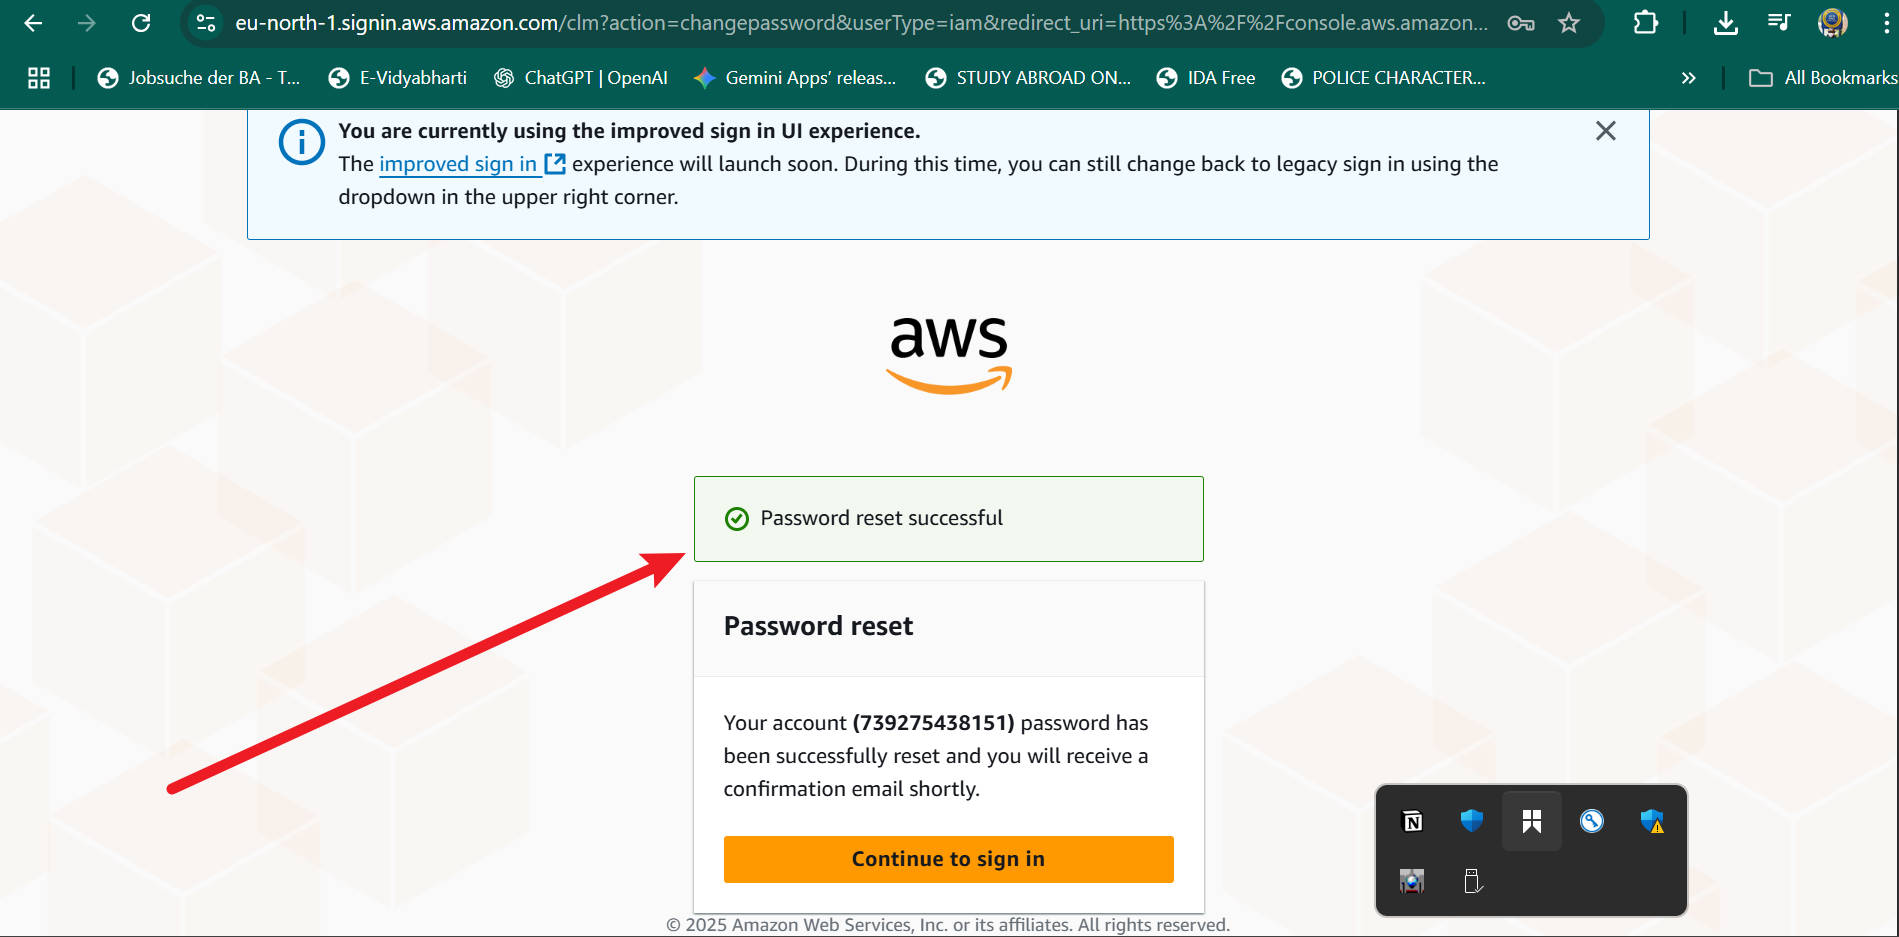 eu-north-1.signin.aws.amazon.com/clm?action=changepassword&userType=iam&redirect_uri=https%3A%2F%2Fconsole.aws.amazon...
Jobsuche der BA - T... E-Vidyabharti ChatGPT | OpenAI Gemini Apps’ releas... STUDY ABROAD ON... IDA Free POLICE CHARACTER... » All Bookmarks
You are currently using the improved sign in UI experience.
The improved sign in experience will launch soon. During this time, you can still change back to legacy sign in using the
dropdown in the upper right corner.
aws
Password reset successful
Password reset
Your account (739275438151) password has
been successfully reset and you will receive a
confirmation email shortly.
Continue to sign in
© 2025 Amazon Web Services, Inc. or its affiliates. All rights reserved.